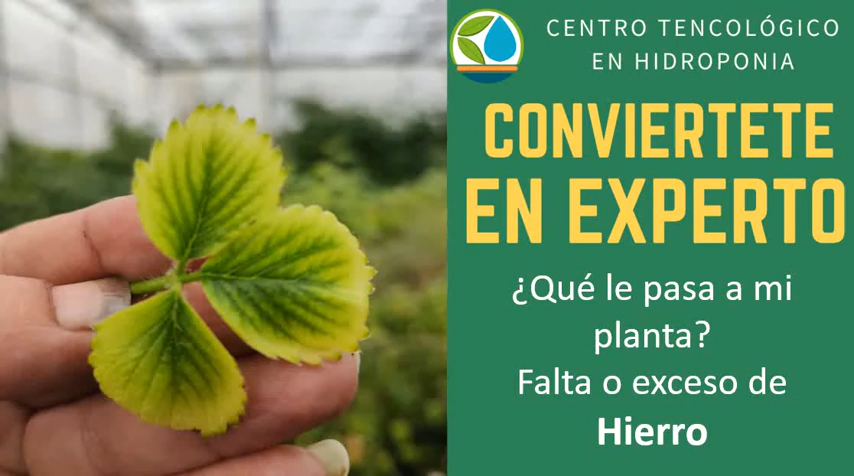 CENTRO TENCOLÓGICO
EN HIDROPONIA
CONVIERTETE
EN EXPERTO
¿Qué le pasa a mi
planta?
Falta o exceso de
Hierro